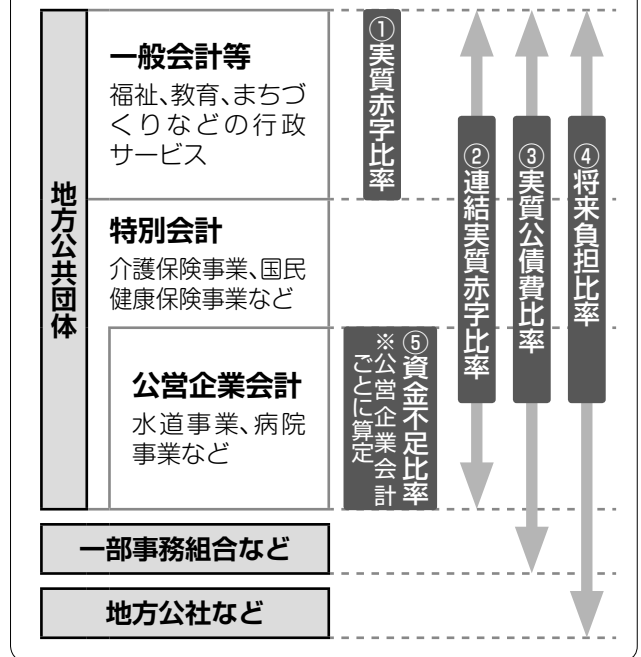 地方公共団体
一般会計等
福祉、教育、まちづ
くりなどの行政
サービス
特別会計
介護保険事業、国民
健康保険事業など
公営企業会計
水道事業、病院
事業など
一部事務組合など
地方公社など
①実質赤字比率
⑤資金不足比率
※公営企業会計
ごとに算定
②連結実質赤字比率
③実質公債費比率
④将来負担比率